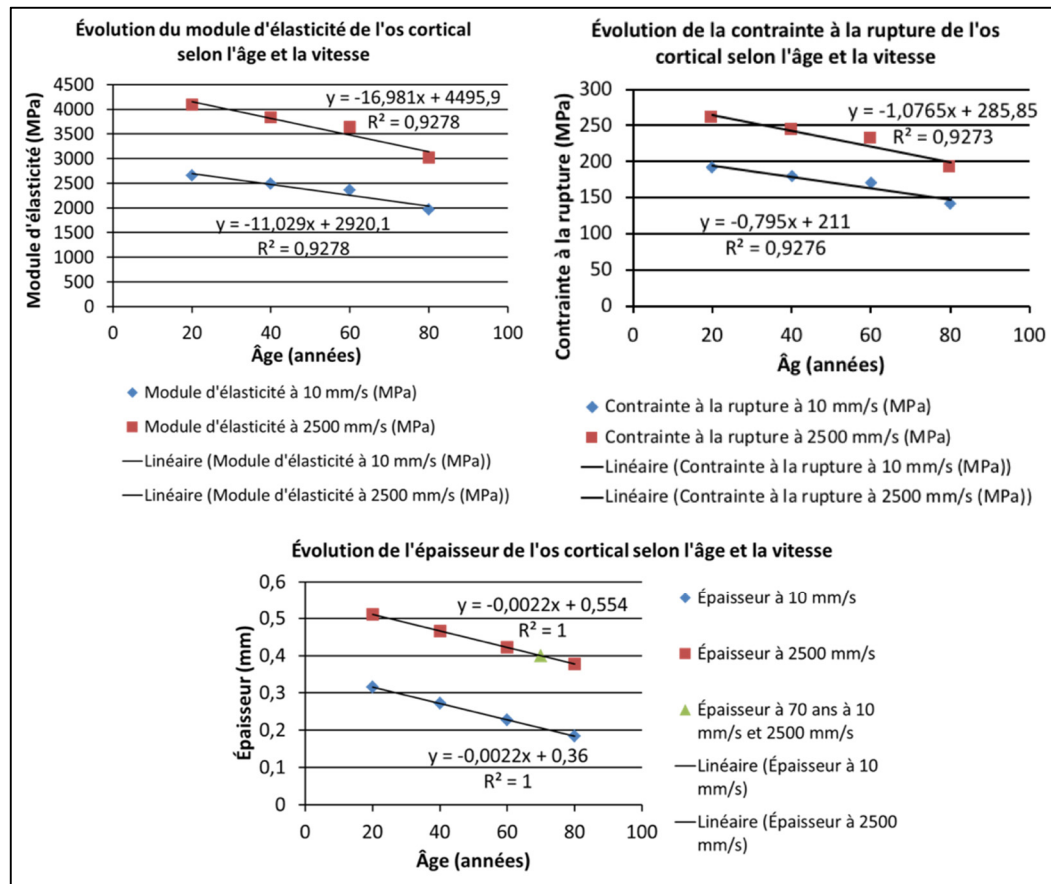 Évolution du module d'élasticité de l'os cortical
selon l'âge et la vitesse
4500
4000
3500
3000
2500
2000
1500
1000
500
0
Module d'élasticité (MPa)
y = -16,981x + 4495,9
R² = 0,9278
y = -11,029x + 2920,1
R² = 0,9278
0 20 40 60 80 100
Âge (années)
Module d'élasticité à 10 mm/s (MPa)
Module d'élasticité à 2500 mm/s (MPa)
Linéaire (Module d'élasticité à 10 mm/s (MPa))
Linéaire (Module d'élasticité à 2500 mm/s (MPa))
Évolution de la contrainte à la rupture de l'os
cortical selon l'âge et la vitesse
300
250
200
150
100
50
0
Contrainte à la rupture (MPa)
y = -1,0765x + 285,85
R² = 0,9273
y = -0,795x + 211
R² = 0,9276
0 20 40 60 80 100
Âg (années)
Contrainte à la rupture à 10 mm/s (MPa)
Contrainte à la rupture à 2500 mm/s (MPa)
Linéaire (Contrainte à la rupture à 10 mm/s (MPa))
Linéaire (Contrainte à la rupture à 2500 mm/s (MPa))
Évolution de l'épaisseur de l'os cortical selon l'âge et la vitesse
0,6
0,5
0,4
0,3
0,2
0,1
0
Épaisseur (mm)
y = -0,0022x + 0,554
R² = 1
y = -0,0022x + 0,36
R² = 1
0 20 40 60 80 100
Âge (années)
Épaisseur à 10 mm/s
Épaisseur à 2500 mm/s
Épaisseur à 70 ans à 10
mm/s et 2500 mm/s
Linéaire (Épaisseur à 10
mm/s)
Linéaire (Épaisseur à 2500
mm/s)